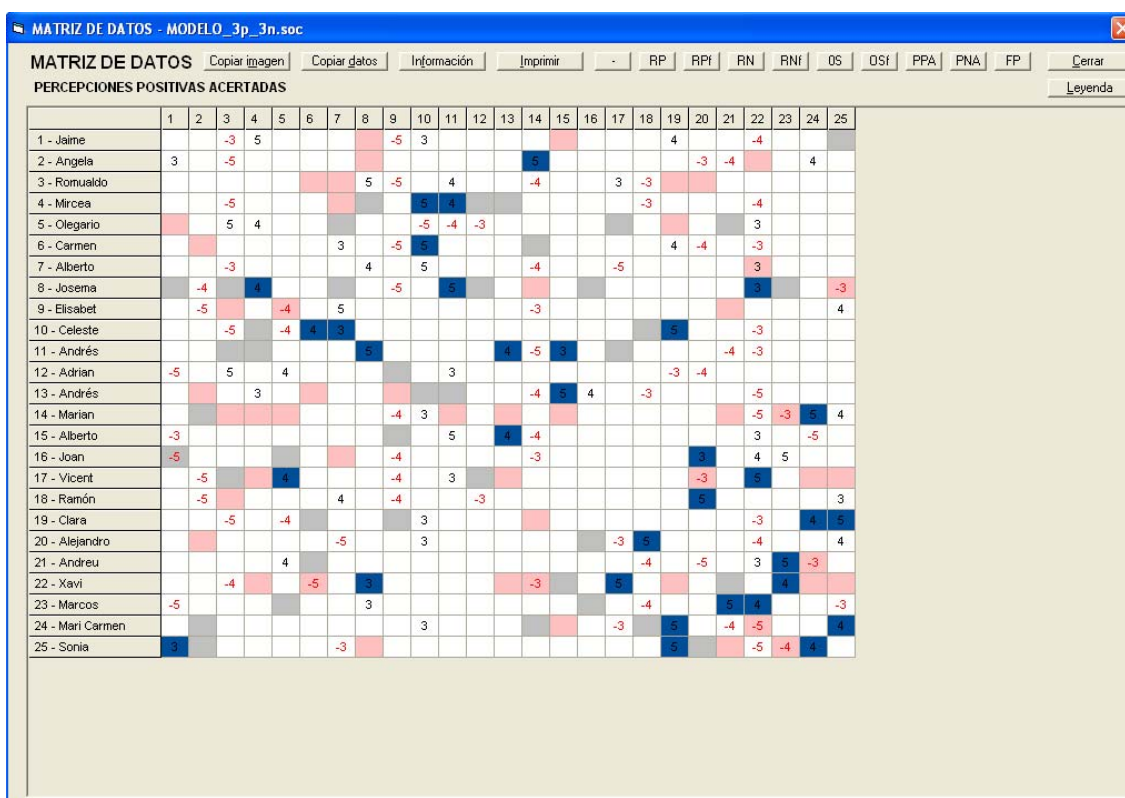 MATRIZ DE DATOS - MODELO_3p_3n.soc
MATRIZ DE DATOS Copiar imagen Copiar datos Información Imprimir - RP RPf RN RNf OS OSf PPA PNA FP Cerrar
PERCEPCIONES POSITIVAS ACERTADAS Leyenda
1 2 3 4 5 6 7 8 9 10 11 12 13 14 15 16 17 18 19 20 21 22 23 24 25
1 - Jaime -3 5 -5 3 4 -4
2 - Angela 3 -5 5 -3 -4 4
3 - Romualdo 5 -5 4 -4 3 -3
4 - Mircea -5 5 4 -3 -4
5 - Olegario 5 4 -5 -4 -3 3
6 - Carmen 3 -5 5 4 -4 -3
7 - Alberto -3 4 5 -4 -5 3
8 - Josema -4 4 -5 5 3 -3
9 - Elisabet -5 -4 5 -3 4
10 - Celeste -5 -4 4 3 5 -3
11 - Andrés 5 4 -5 3 -4 -3
12 - Adrian -5 5 4 3 -3 -4
13 - Andrés 3 -4 5 4 -3 -5
14 - Marian -4 3 -5 -3 5 4
15 - Alberto -3 5 4 -4 3 -5
16 - Joan -5 -4 -3 3 4 5
17 - Vicent -5 4 -4 3 -3 5
18 - Ramón -5 4 -4 -3 5 3
19 - Clara -5 -4 3 -3 4 5
20 - Alejandro -5 3 -3 5 -4 4
21 - Andreu 4 -4 -5 3 5 -3
22 - Xavi -4 -5 3 -3 5 4
23 - Marcos -5 3 -4 5 4 -3
24 - Mari Carmen 3 -3 5 -4 -5 4
25 - Sonia 3 -3 5 -5 -4 4